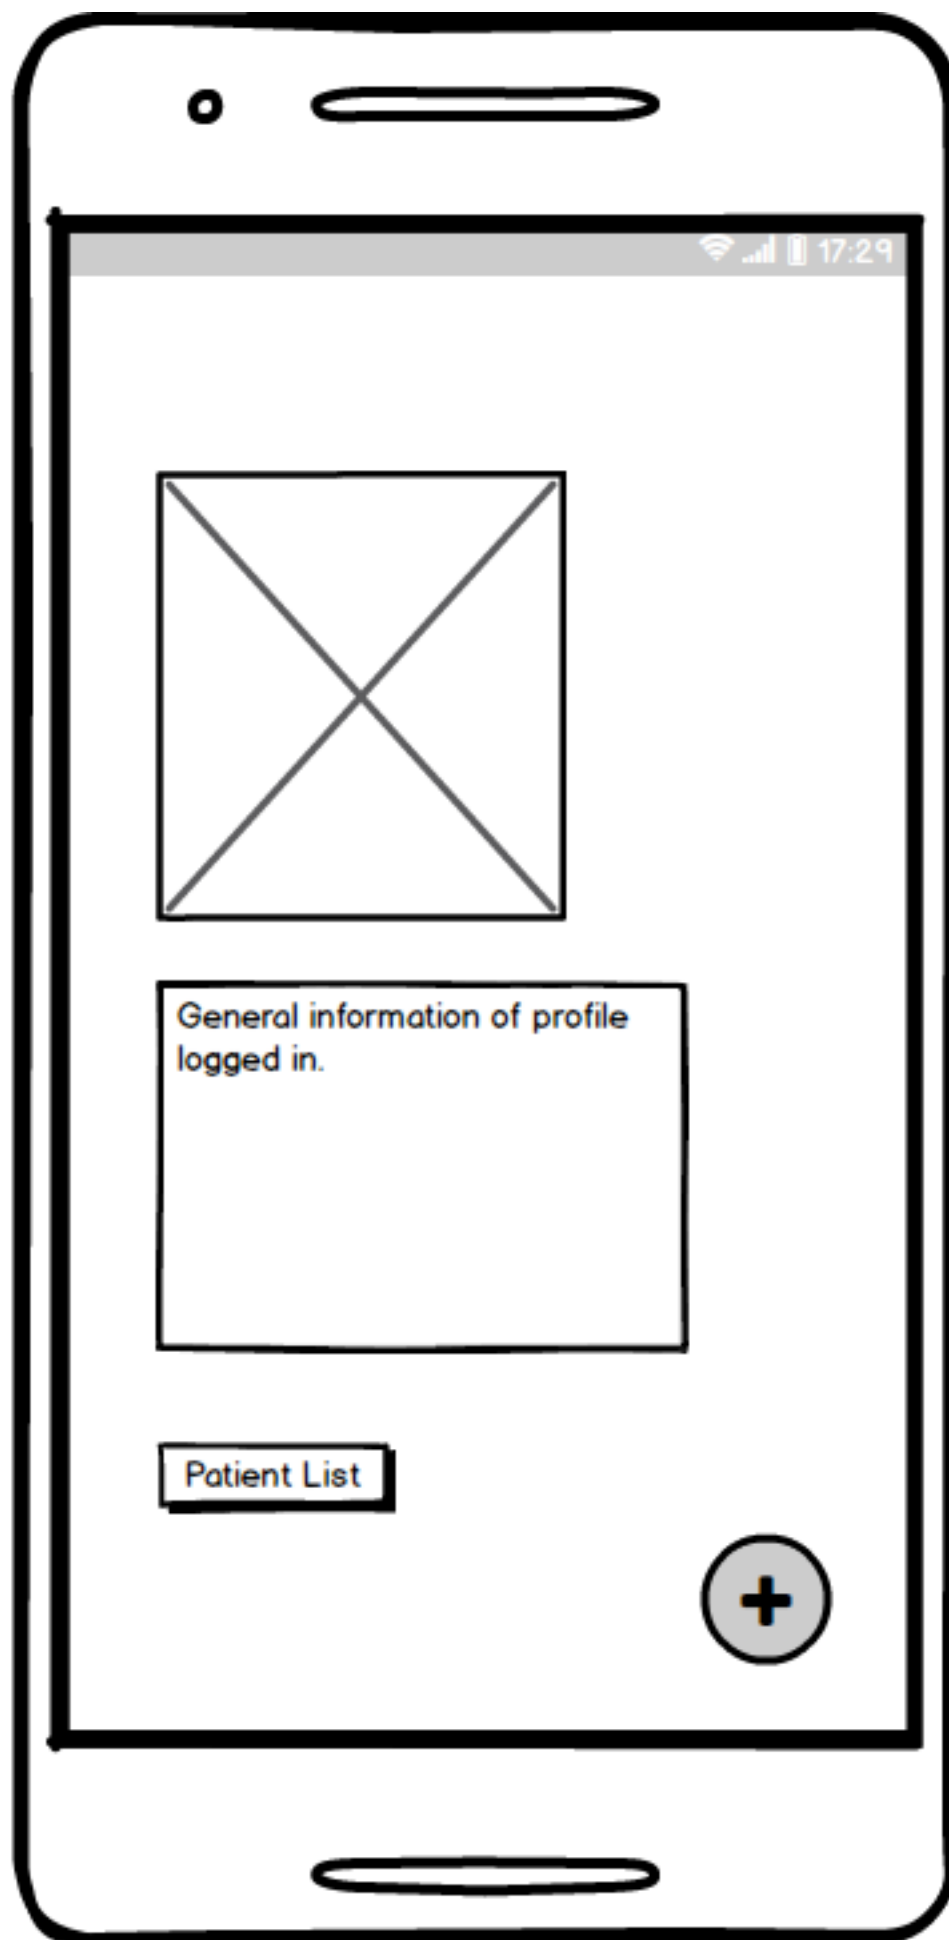 17:29
General information of profile
logged in.
Patient List
+